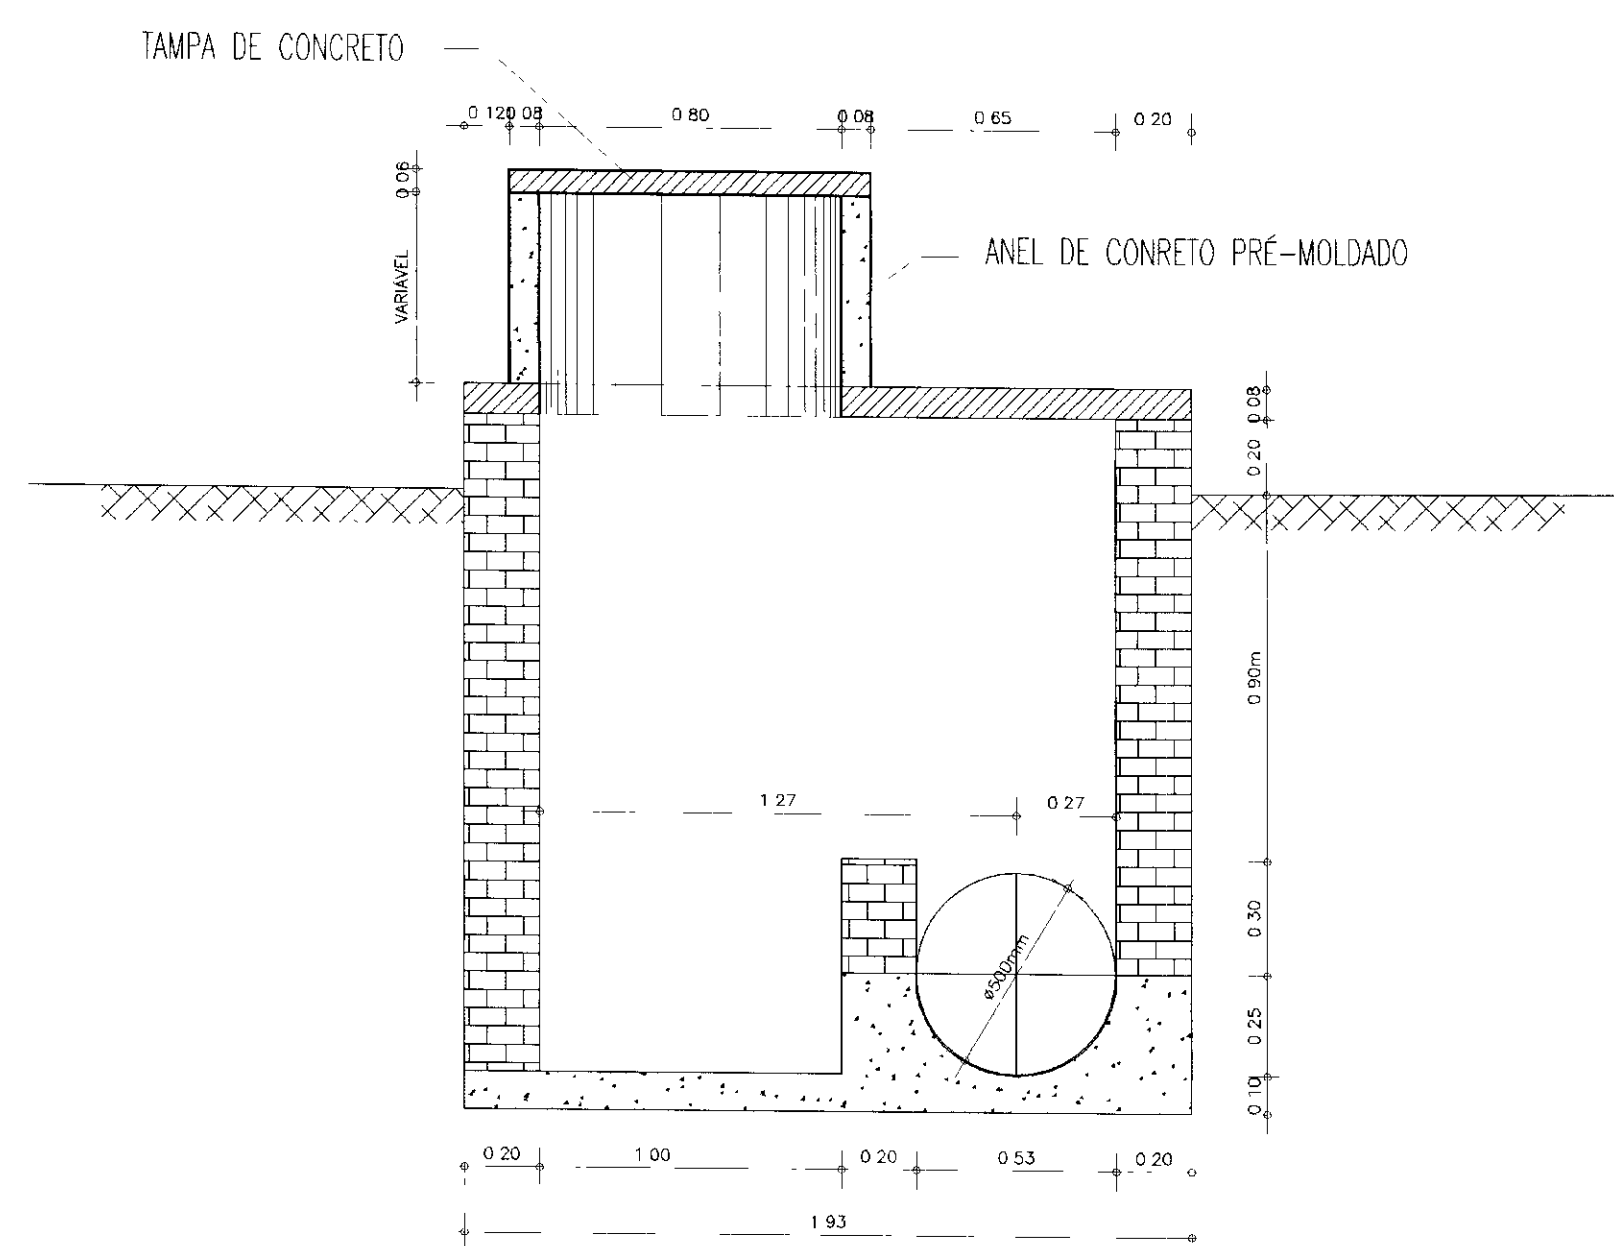 TAMPA DE CONCRETO
0 12 0 08 0 80 0 08 0 65 0 20
0 06
VARIÁVEL
ANEL DE CONRETO PRÉ-MOLDADO
0 08
0 20
0 90m
1 27 0 27
0 30
ø500mm
0 25
0 10
0 20 1 00 0 20 0 53 0 20
1 93